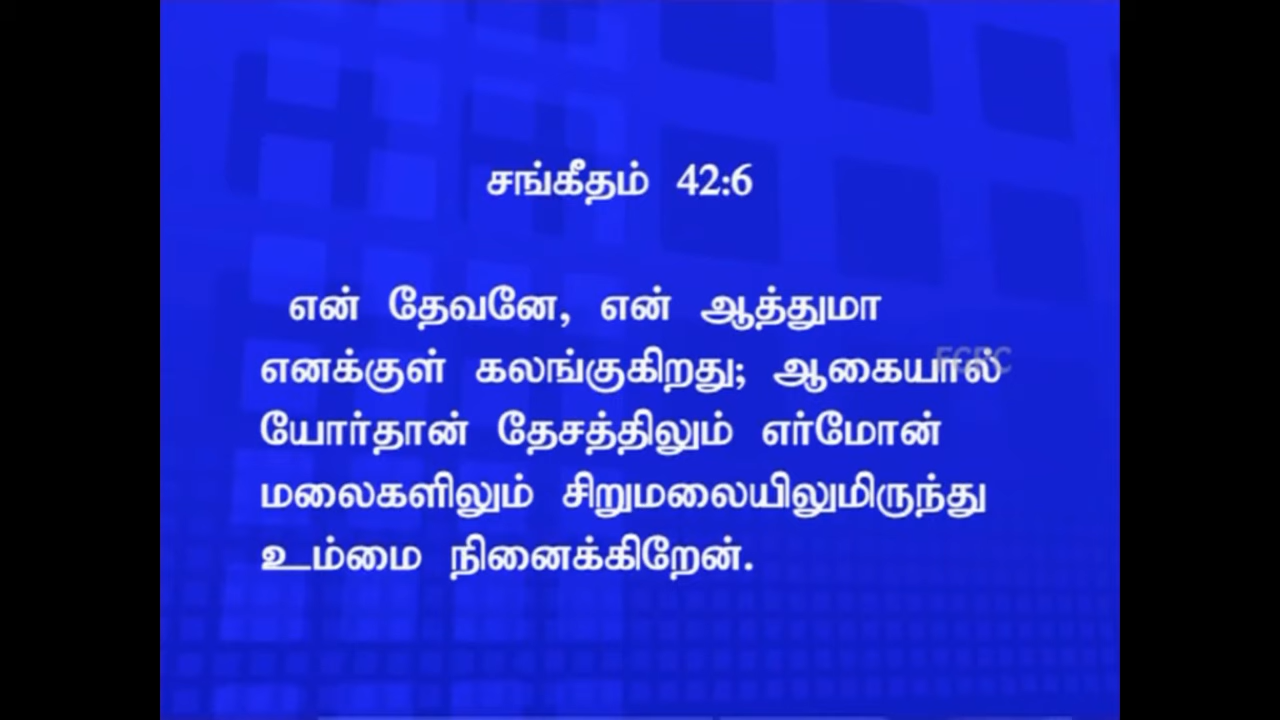 சங்கீதம் 42:6
என் தேவனே, என் ஆத்துமா
எனக்குள் கலங்குகிறது; ஆகையால்
யோர்தான் தேசத்திலும் எர்மோன்
மலைகளிலும் சிறுமலையிலுமிருந்து
உம்மை நினைக்கிறேன்.